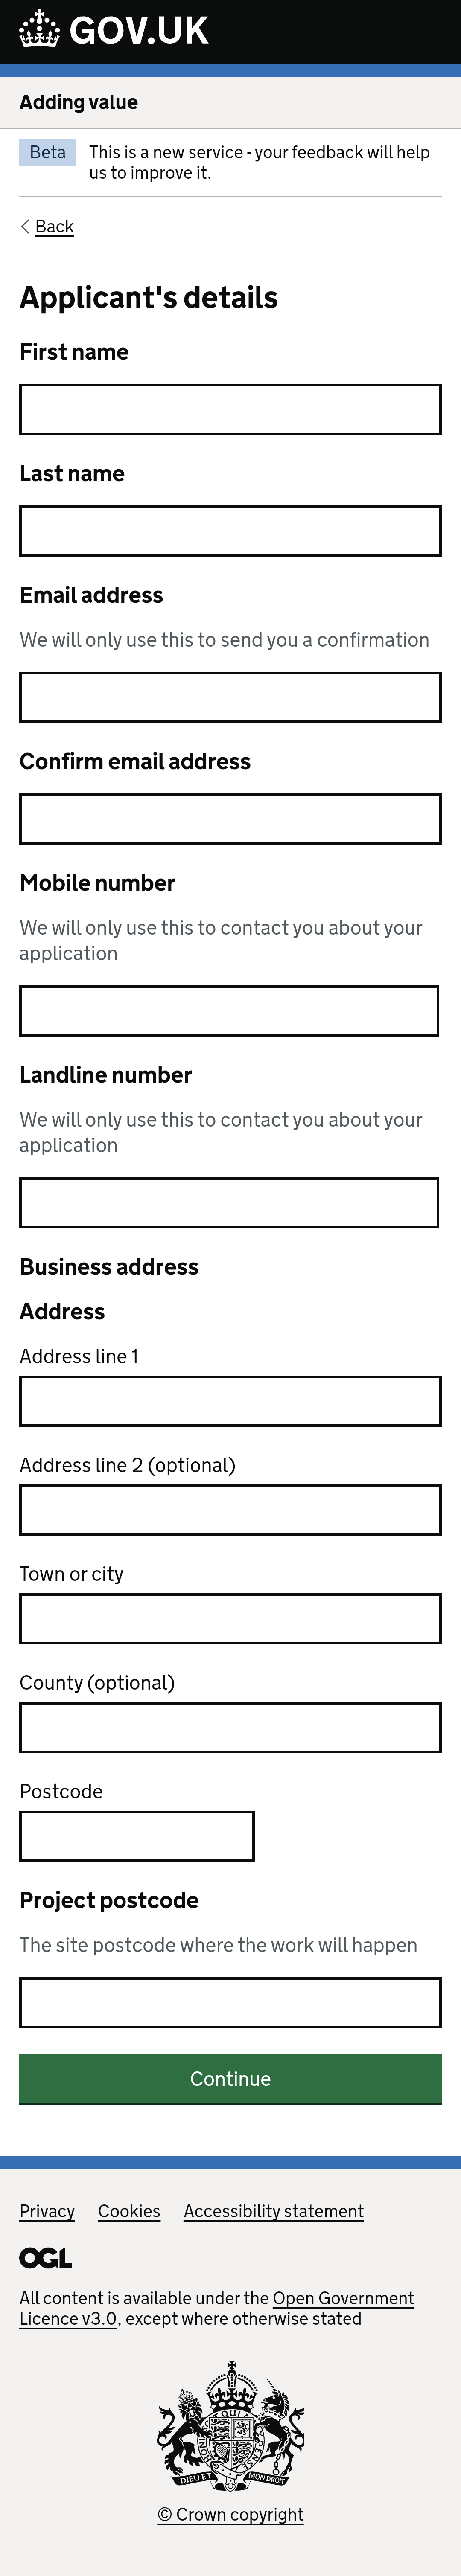 GOV.UK
Adding value
Beta
This is a new service - your feedback will help
us to improve it.
Back
Applicant's details
First name
Last name
Email address
We will only use this to send you a confirmation
Confirm email address
Mobile number
We will only use this to contact you about your
application
Landline number
We will only use this to contact you about your
application
Business address
Address
Address line 1
Address line 2 (optional)
Town or city
County (optional)
Postcode
Project postcode
The site postcode where the work will happen
Continue
Privacy Cookies Accessibility statement
OGL
All content is available under the Open Government
Licence v3.0, except where otherwise stated
DIEU ET MON DROIT
© Crown copyright